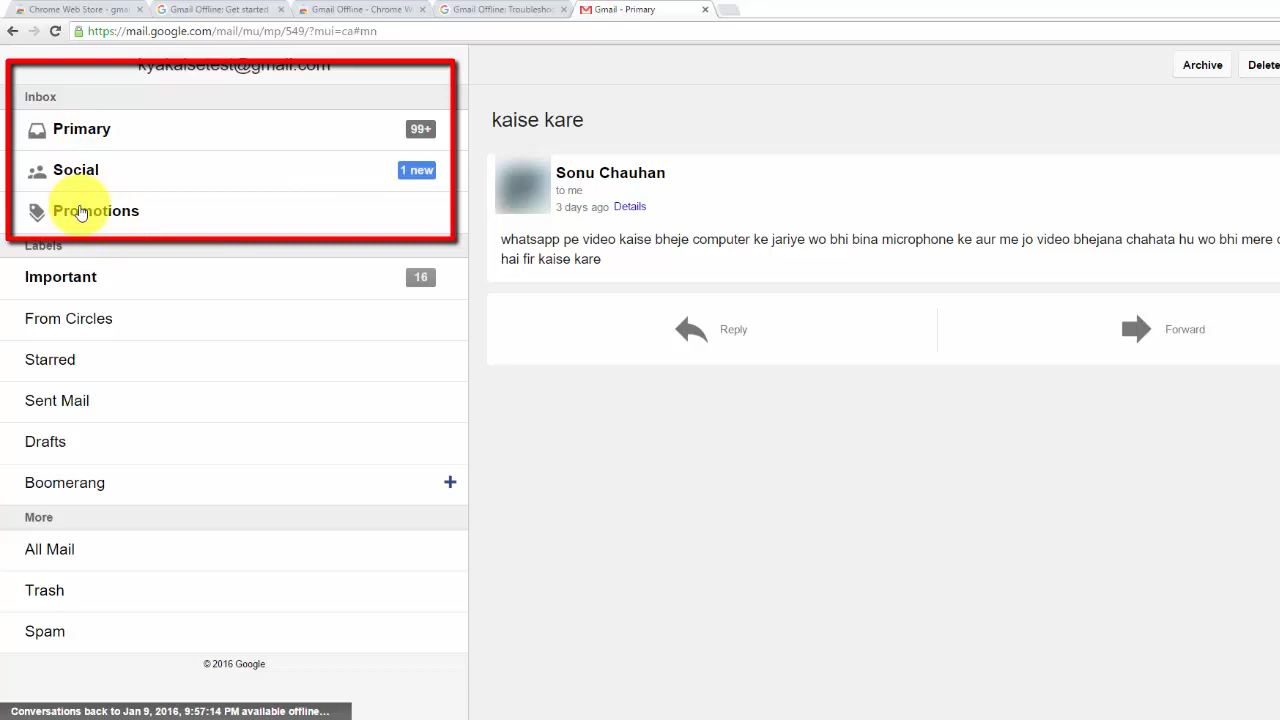 Chrome Web Store - gma
Gmail Offline: Get started
Gmail Offline - Chrome W
Gmail Offline: Troublesho
Gmail - Primary
https://mail.google.com/mail/mu/mp/549/?mui=ca#mn
kyakaisetest@gmail.com
Archive
Delete
Inbox
Primary 99+
Social 1 new
Promotions
Labels
Important 16
From Circles
Starred
Sent Mail
Drafts
Boomerang +
More
All Mail
Trash
Spam
© 2016 Google
Conversations back to Jan 9, 2016, 9:57:14 PM available offline...
kaise kare
Sonu Chauhan
to me
3 days ago Details
whatsapp pe video kaise bheje computer ke jariye wo bhi bina microphone ke aur me jo video bhejana chahata hu wo bhi mere
hai fir kaise kare
Reply
Forward